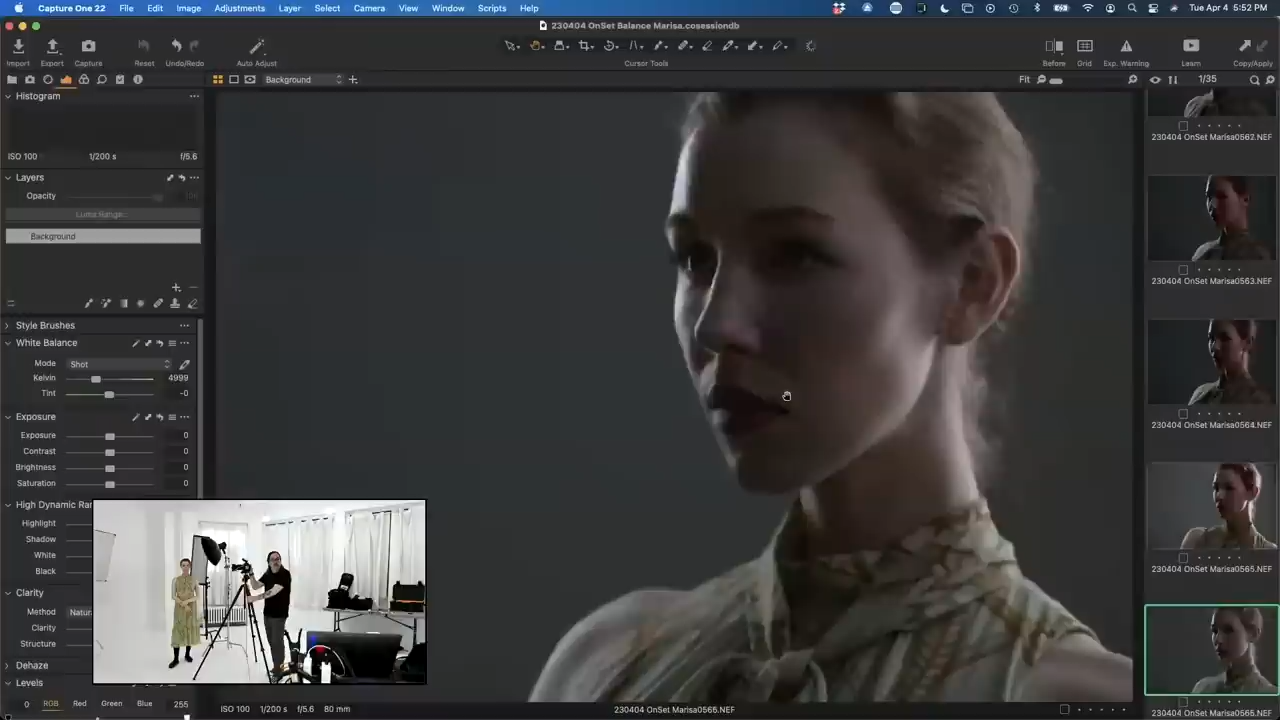 Capture One 22 File Edit View Image Adjustments Layer Select Camera View Window Scripts Help Tue Apr 4 5:52 PM
230404 OnSet Balance Marisa.cosessiondb
Import Export Capture Reset Undo/Redo Auto Adjust Cursor Tools Before Grid Exp. Warning Learn Copy/Apply
Background Fit 1/35
Histogram
ISO 100 1/200 s f/5.6
Layers
Opacity 100
Luma Range...
Background
Style Brushes
White Balance
Mode Shot
Kelvin 4999
Tint -0
Exposure
Exposure 0
Contrast 0
Brightness 0
Saturation 0
High Dynamic Ran
Highlight
Shadow
White
Black
Clarity
Method Natur
Clarity
Structure
Dehaze
Levels
0 RGB Red Green Blue 255
ISO 100 1/200 s f/5.6 80 mm
230404 OnSet Marisa0565.NEF
230404 OnSet Marisa0562.NEF
230404 OnSet Marisa0563.NEF
230404 OnSet Marisa0564.NEF
230404 OnSet Marisa0565.NEF
230404 OnSet Marisa0565.NEF